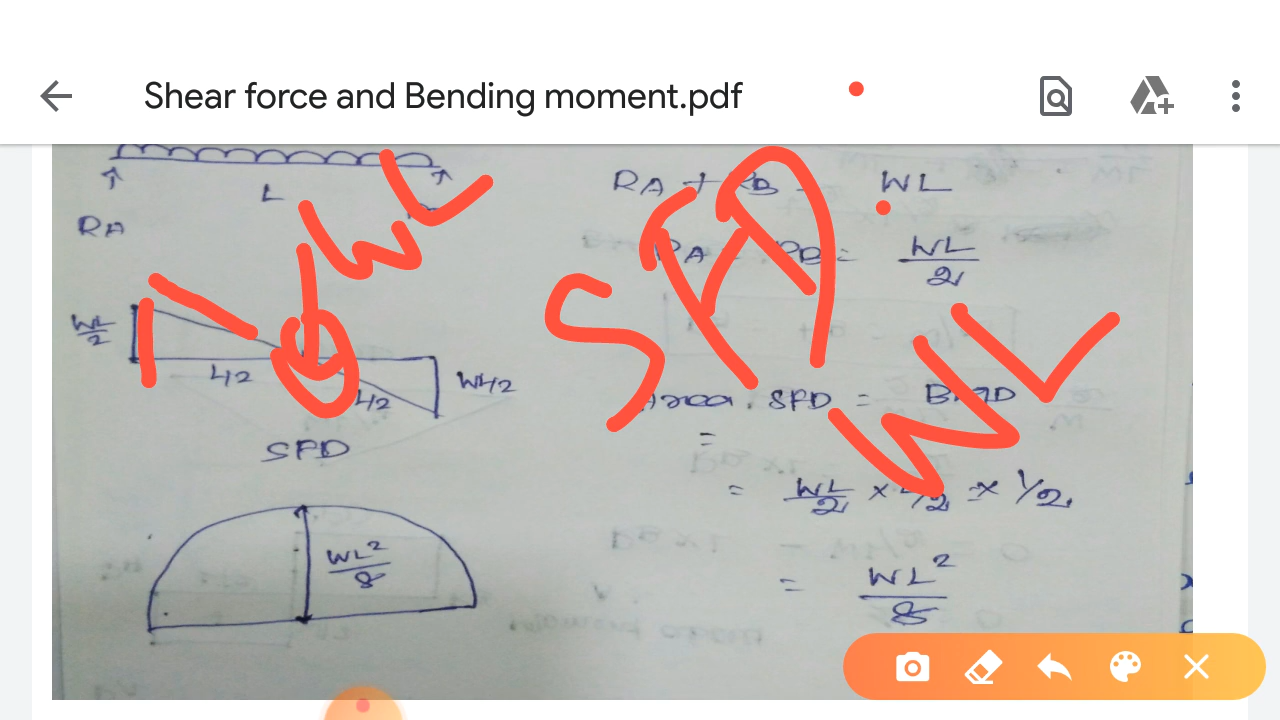 Shear force and Bending moment.pdf
L
RA
RA + RB = WL
RA = RB = WL/2
WL/2
L/2
L/2
WL/2
SFD
WL
SFD
WL
Area . SFD = BMD
=
= WL/2 × L/2 × 1/2
WL²/8
= WL²/8